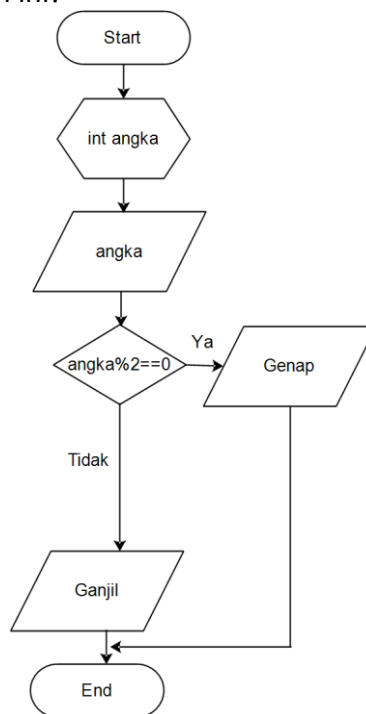 Start
int angka
angka
angka%2==0
Ya
Genap
Tidak
Ganjil
End